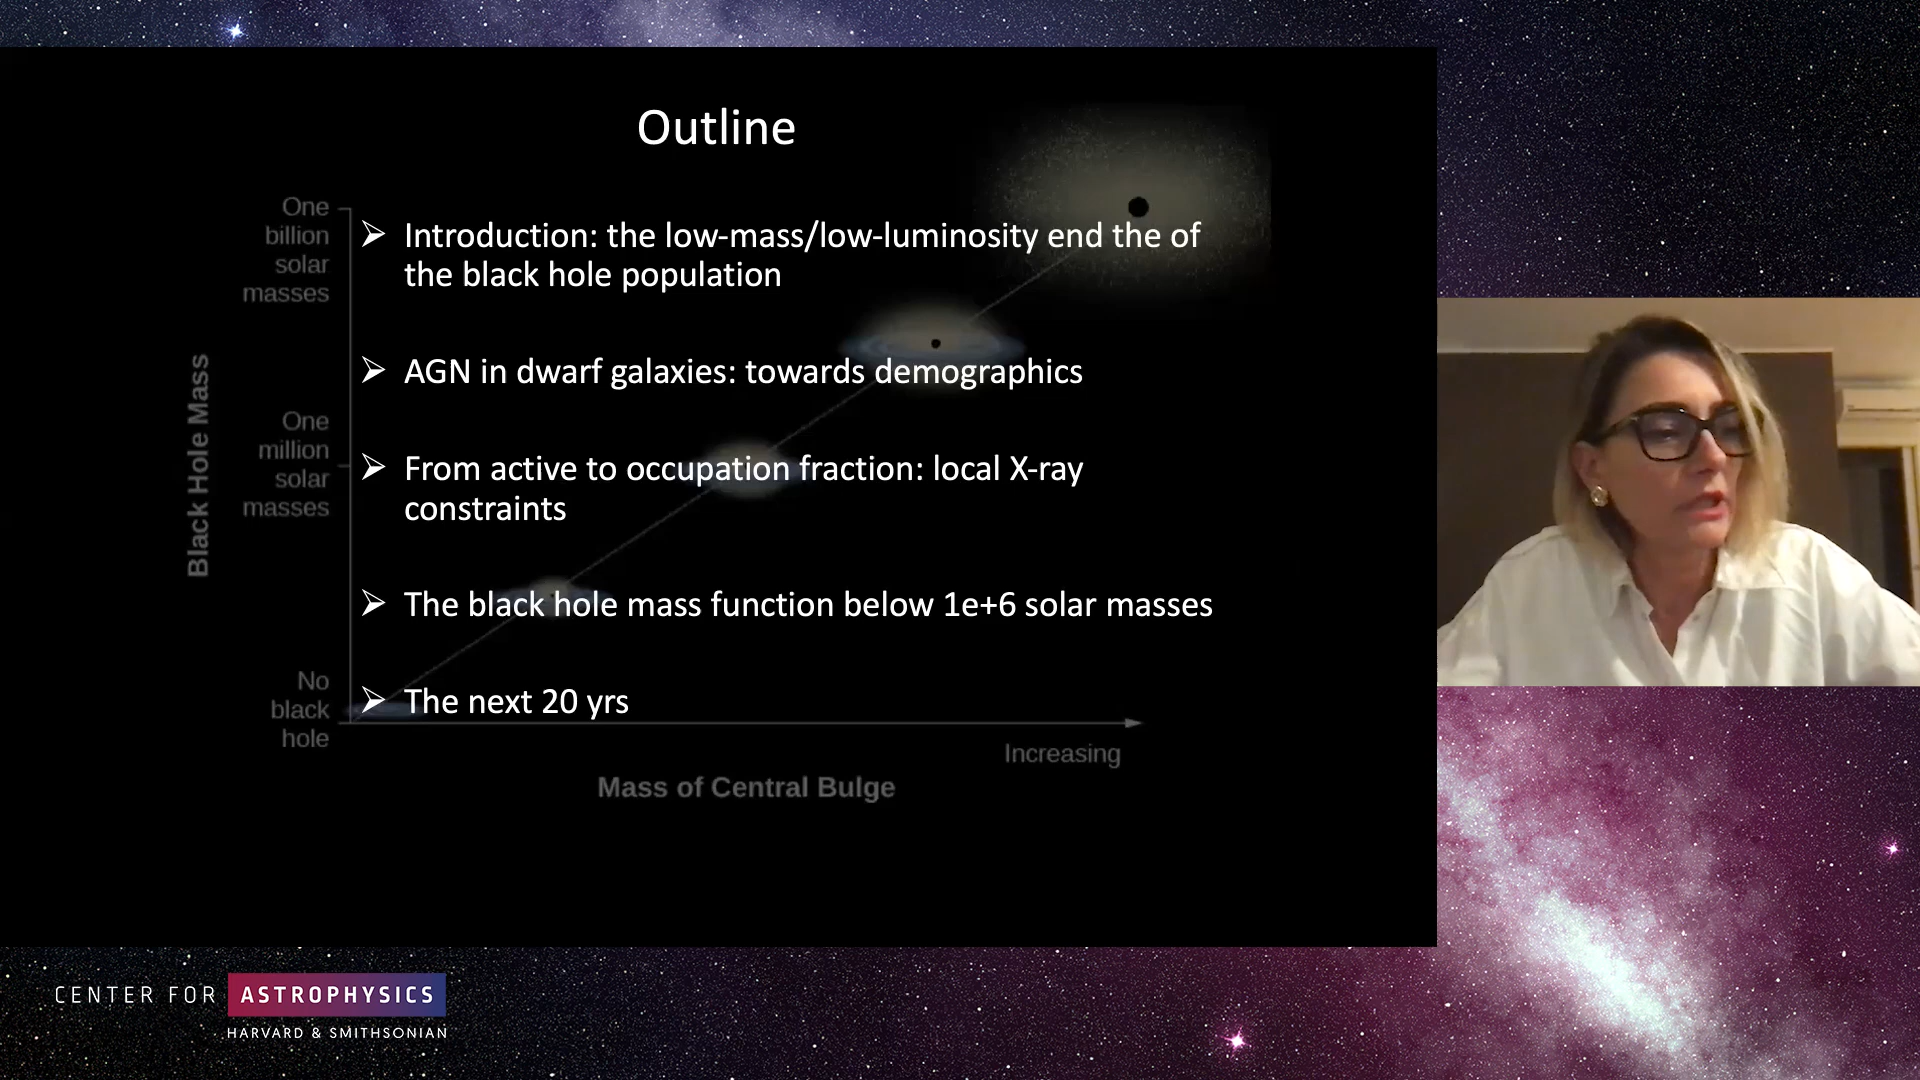 Outline
➢ Introduction: the low-mass/low-luminosity end the of
the black hole population
➢ AGN in dwarf galaxies: towards demographics
➢ From active to occupation fraction: local X-ray
constraints
➢ The black hole mass function below 1e+6 solar masses
➢ The next 20 yrs
Black Hole Mass
One
billion
solar
masses
One
million
solar
masses
No
black
hole
Increasing
Mass of Central Bulge
CENTER FOR ASTROPHYSICS
HARVARD & SMITHSONIAN